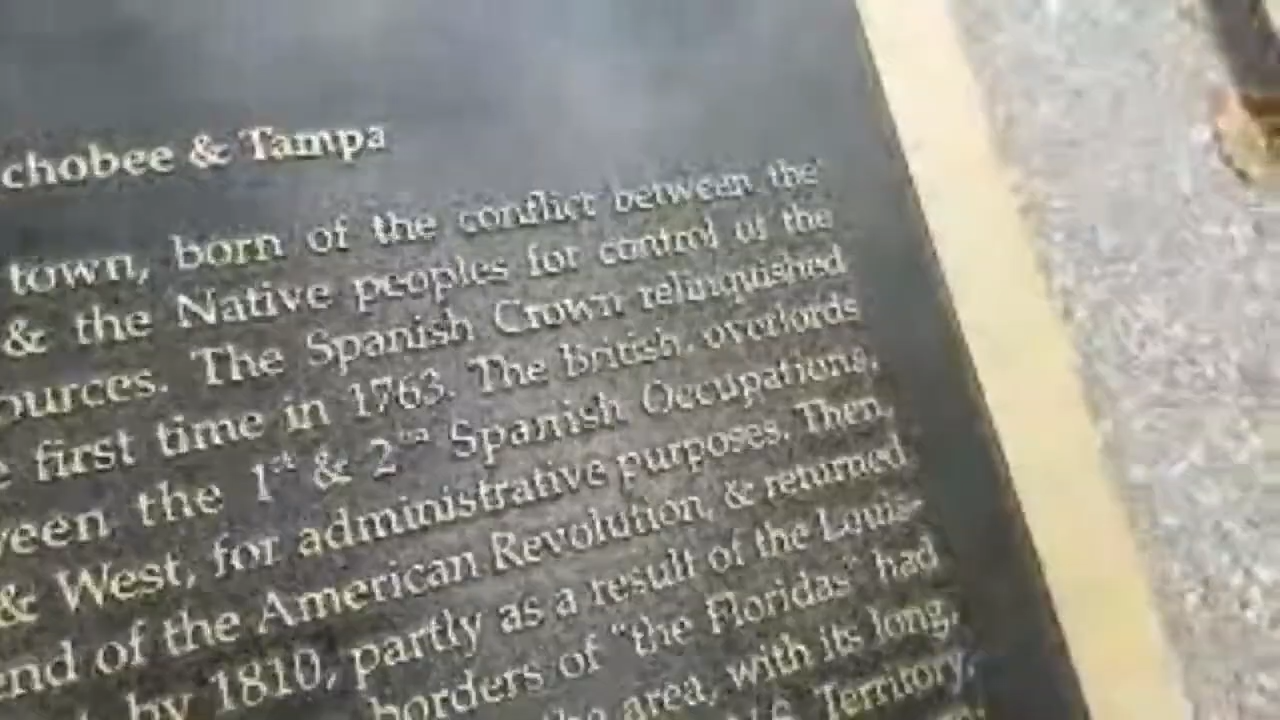 chobee & Tampa
town, born of the conflict between the
& the Native peoples for control of the
ources. The Spanish Crown relinquished
first time in 1763. The British, overlords
ween the 1st & 2nd Spanish Occupations,
& West, for administrative purposes. Then,
end of the American Revolution, & returned
by 1810, partly as a result of the Louis-
borders of "the Floridas" had
area, with its long,
Territory,